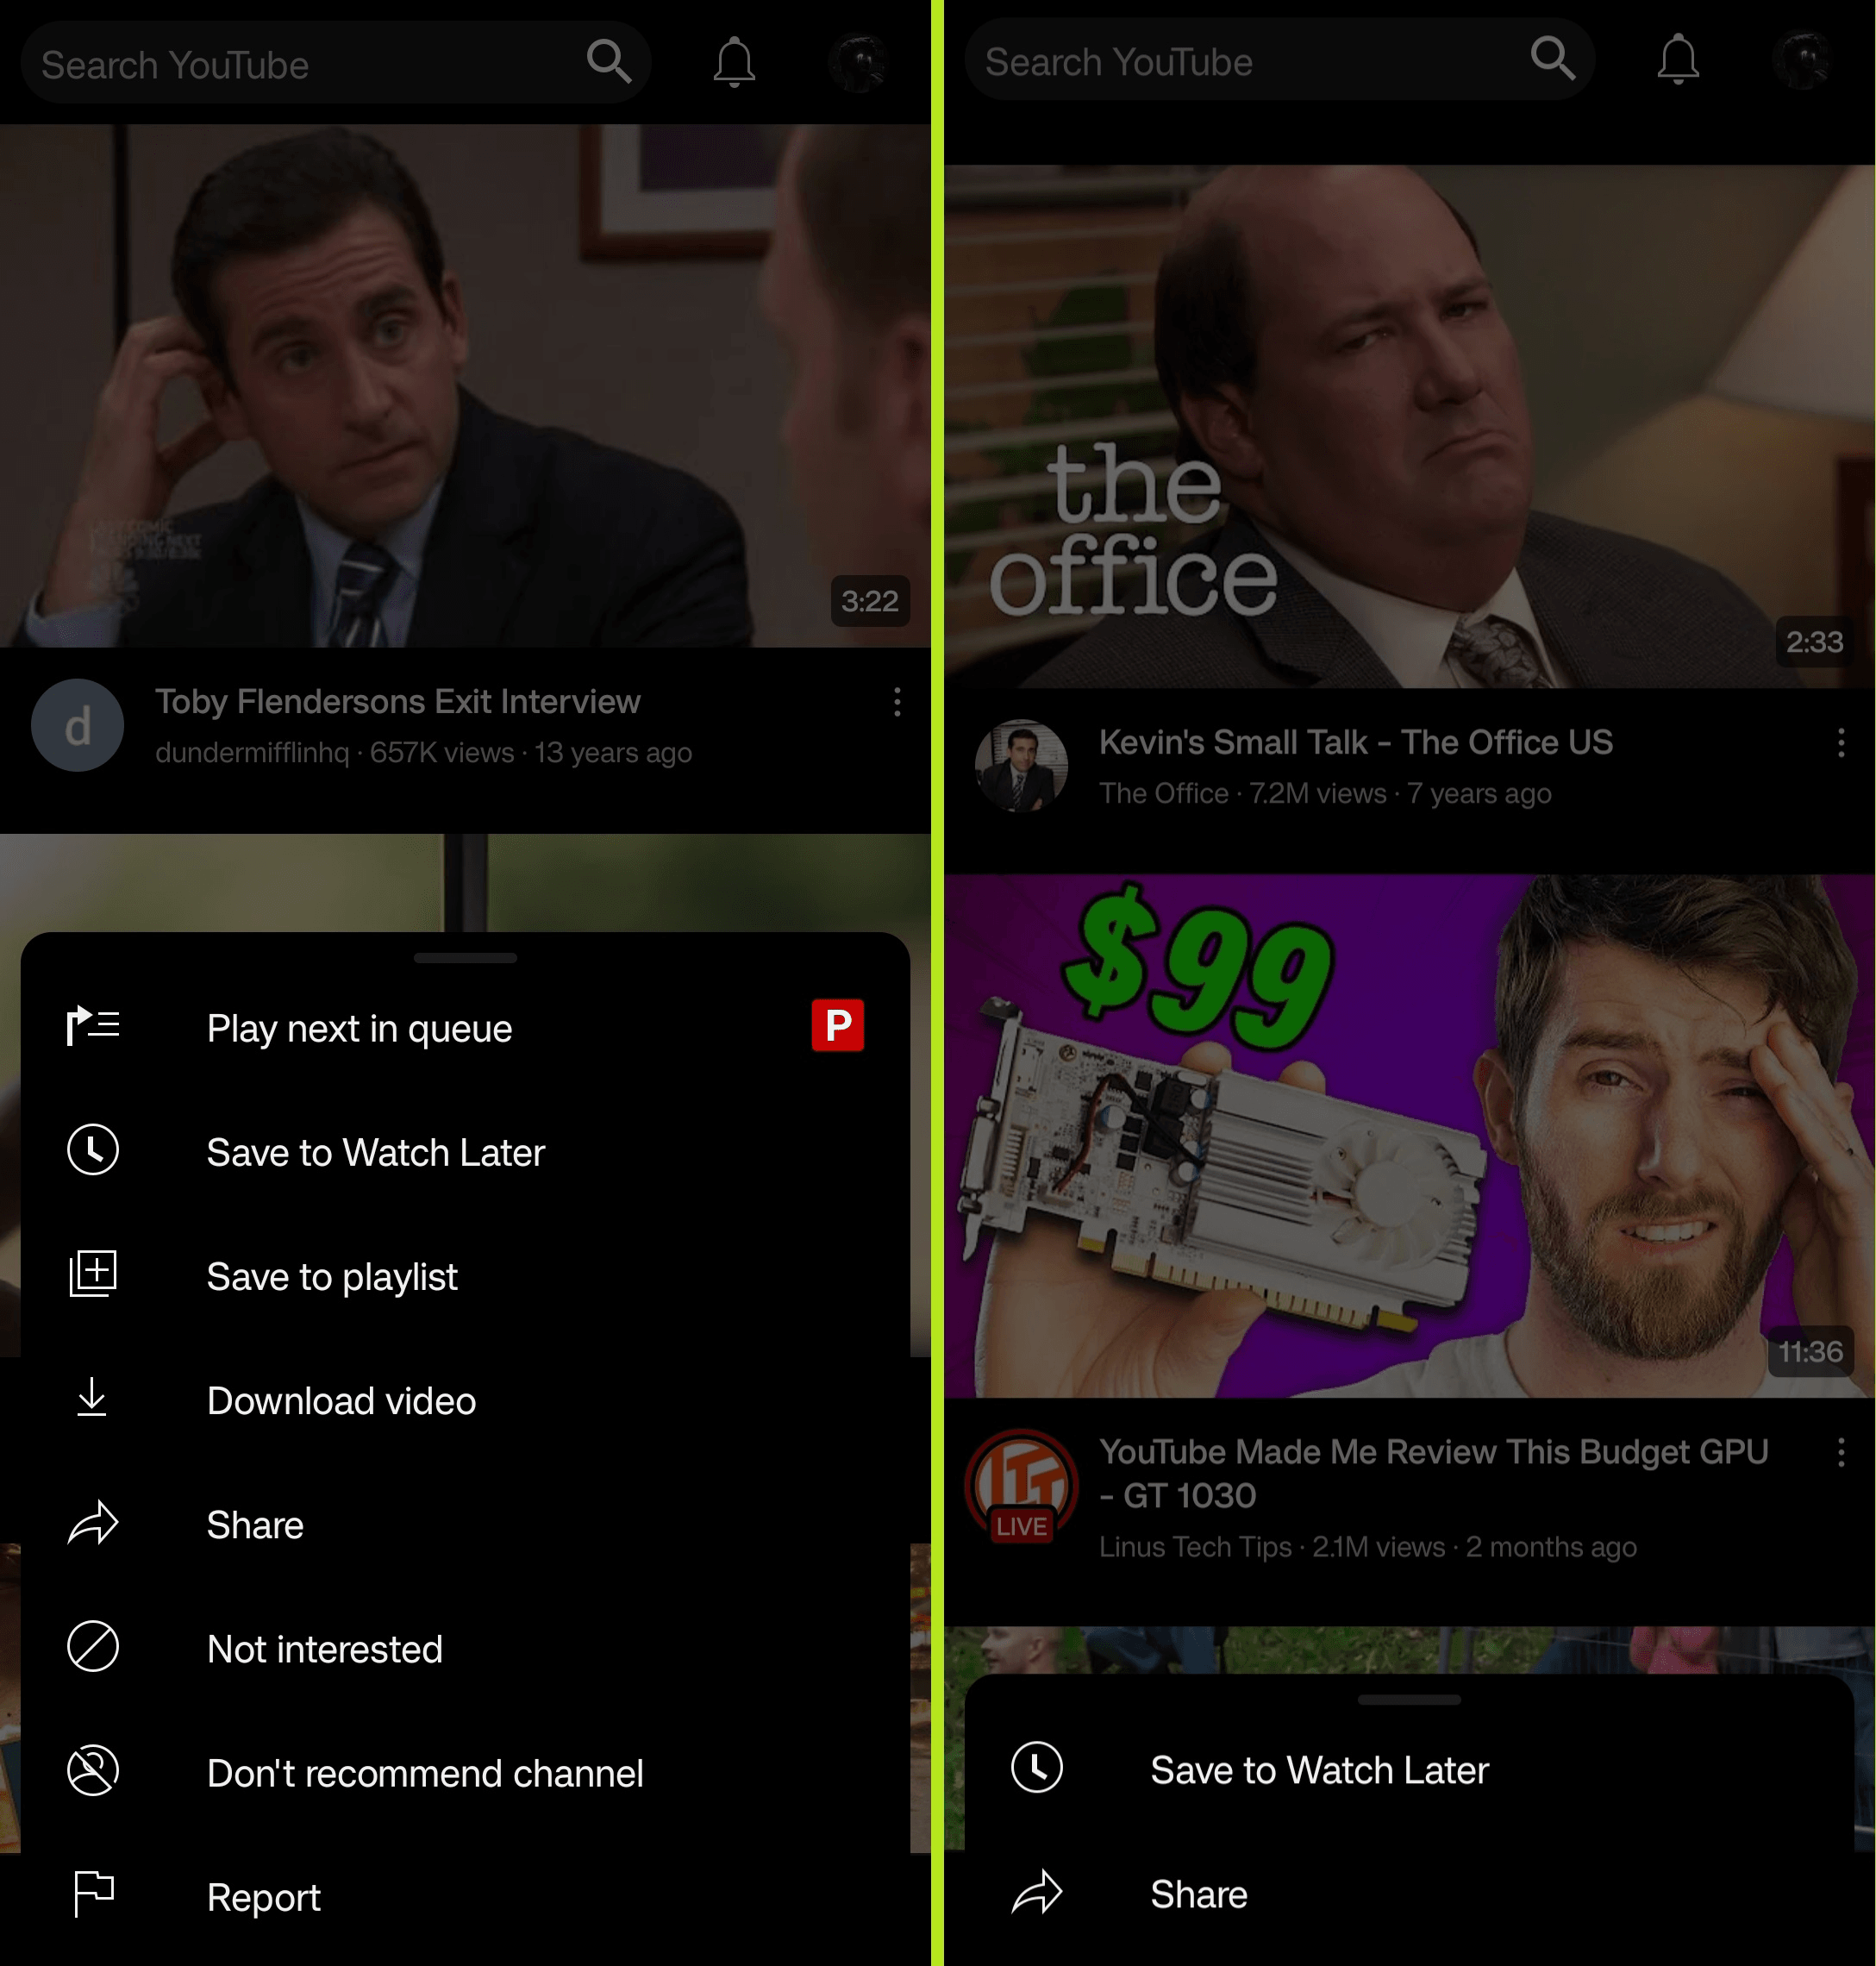 Search YouTube
3:22
d
Toby Flendersons Exit Interview
dundermifflinhq · 657K views · 13 years ago
Play next in queue
P
Save to Watch Later
Save to playlist
Download video
Share
Not interested
Don't recommend channel
Report
Search YouTube
the
office
2:33
Kevin's Small Talk - The Office US
The Office · 7.2M views · 7 years ago
$99
11:36
LTT
LIVE
YouTube Made Me Review This Budget GPU
- GT 1030
Linus Tech Tips · 2.1M views · 2 months ago
Save to Watch Later
Share